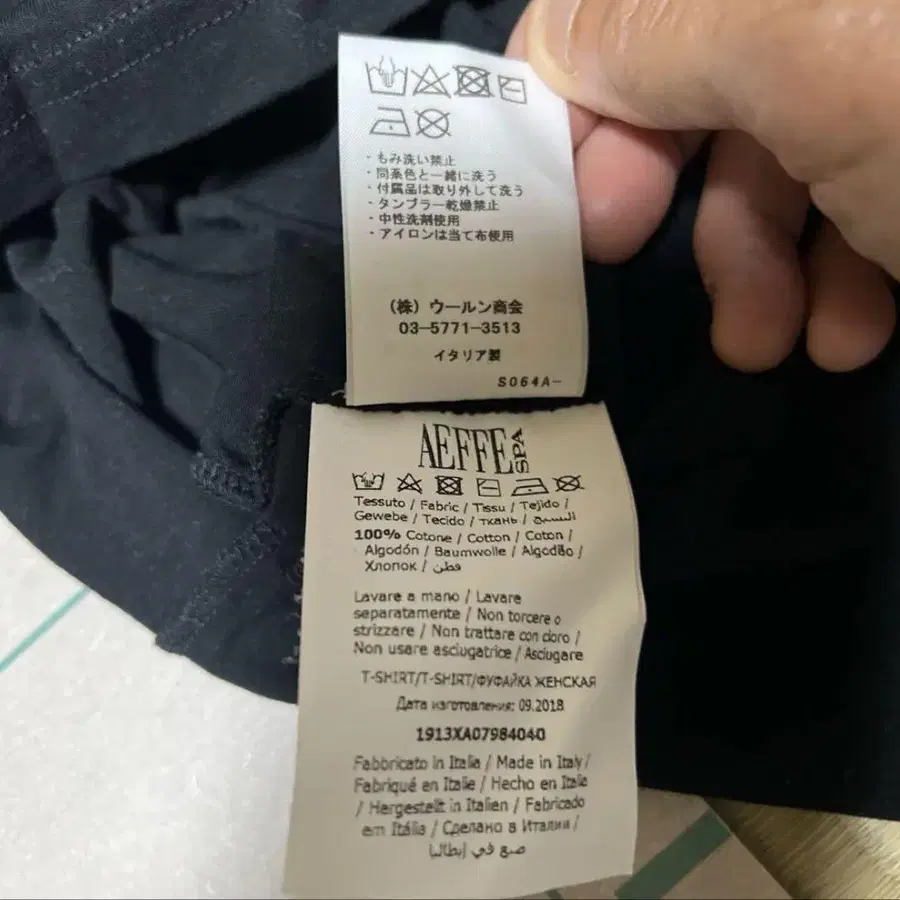 ・もみ洗い禁止
・同系色と一緒に洗う
・付属品は取り外して洗う
・タンブラー乾燥禁止
・中性洗剤使用
・アイロンは当て布使用
(株) ウールン商会
03-5771-3513
イタリア製
S064A-
AEFFE SPA
Tessuto / Fabric / Tissu / Tejido /
Gewebe / Tecido / ткань / النسيج
100% Cotone / Cotton / Coton /
Algodón / Baumwolle / Algodão /
Хлопок / قطن
Lavare a mano / Lavare
separatamente / Non torcere o
strizzare / Non trattare con cloro /
Non usare asciugatrice / Asciugare
T-SHIRT/T-SHIRT/ФУФАЙКА ЖЕНСКАЯ
Дата изготовления: 09.2018
1913XA07984040
Fabbricato in Italia / Made in Italy/
Fabriqué en Italie / Hecho en Italie
/ Hergestellt in Italien / Fabricado
em Itália / Сделано в Италии /
صنع في إيطاليا